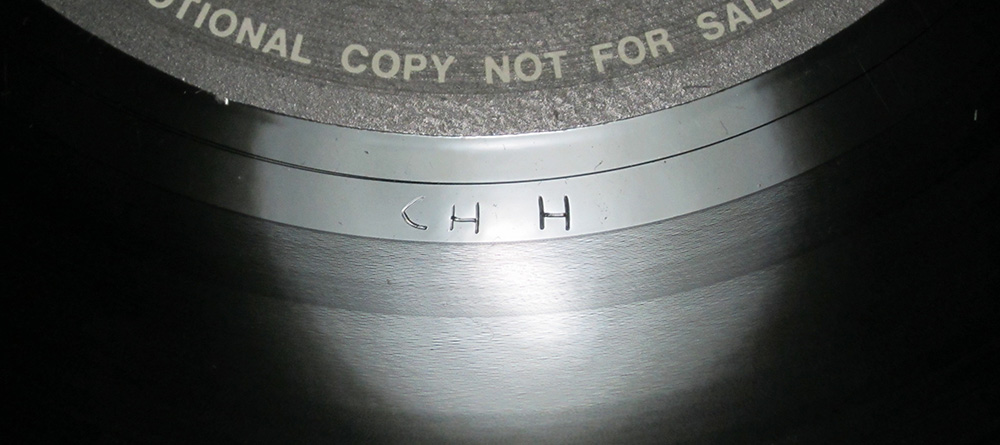 OTIONAL COPY NOT FOR SALE
CH H